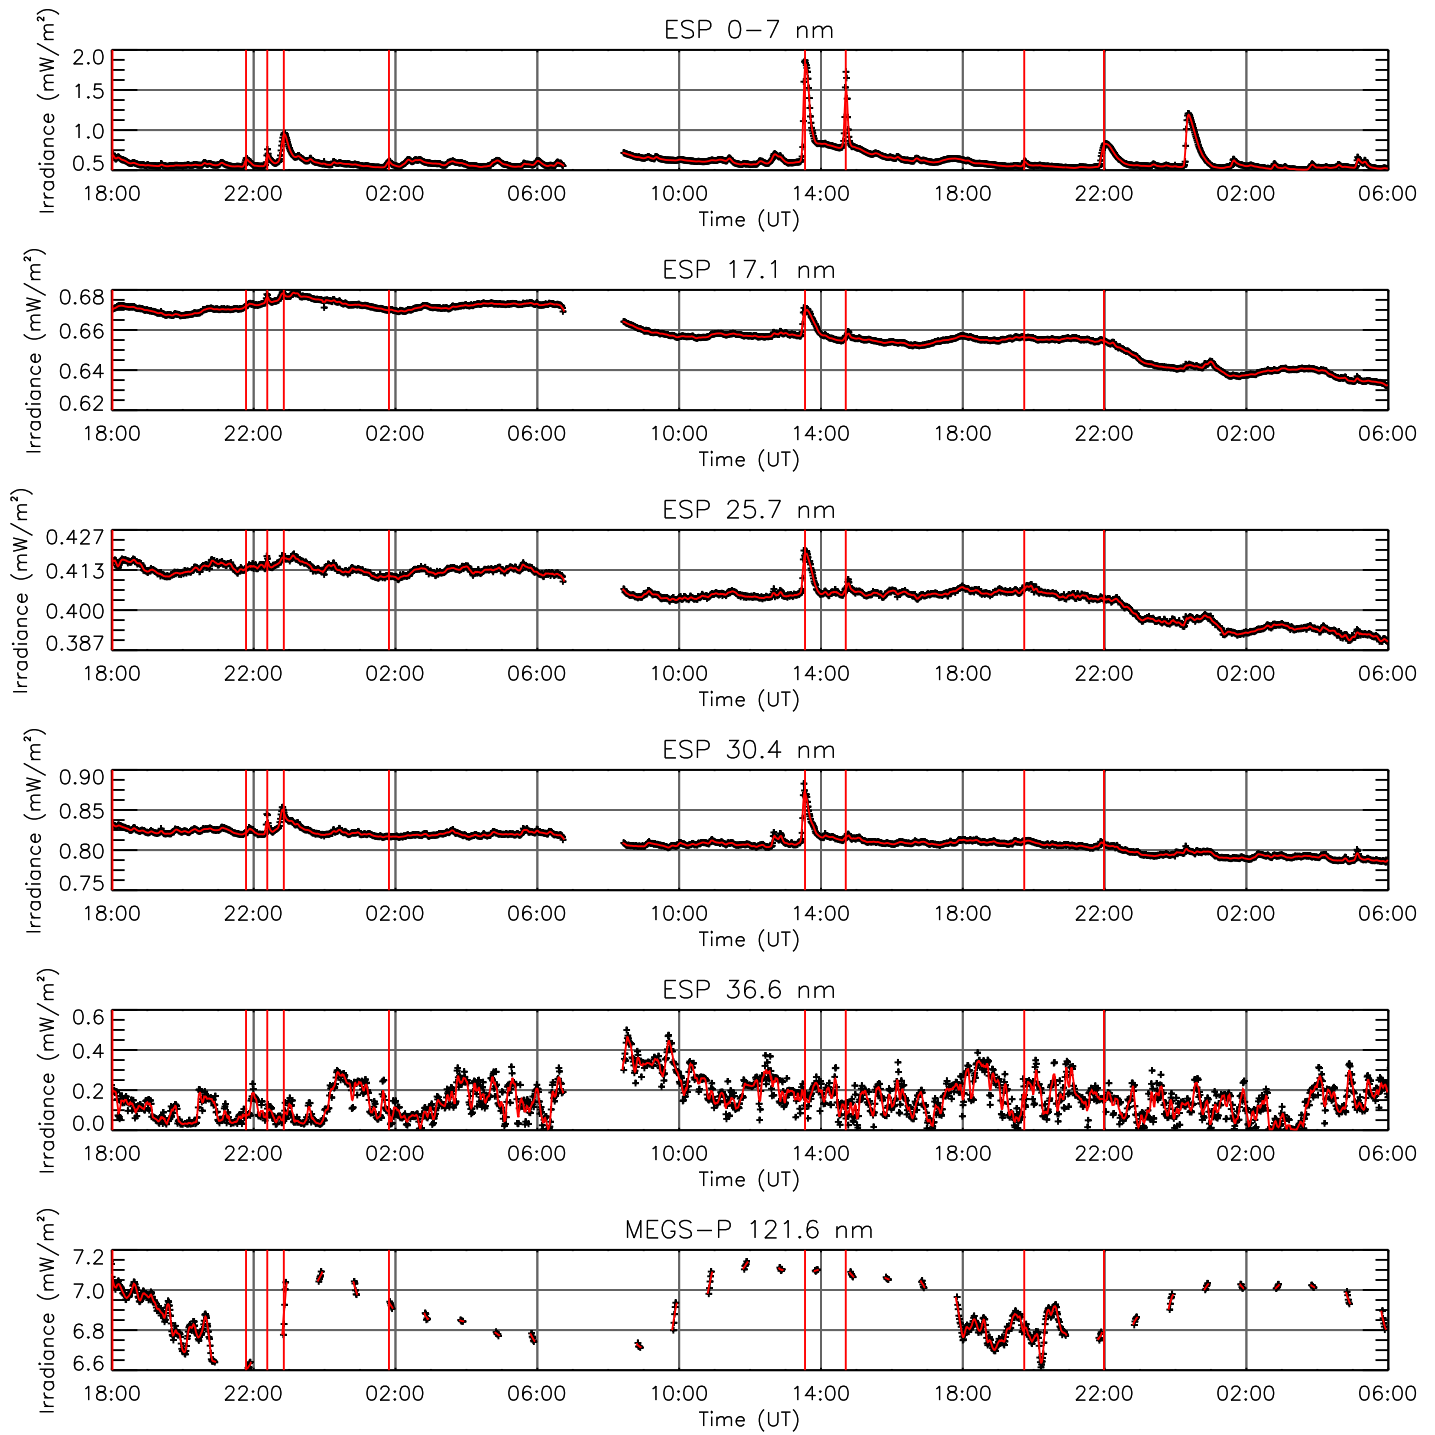 ESP 0-7 nm
Irradiance (mW/m²)
2.0
1.5
1.0
0.5
18:00 22:00 02:00 06:00 10:00 14:00 18:00 22:00 02:00 06:00
Time (UT)
ESP 17.1 nm
Irradiance (mW/m²)
0.68
0.66
0.64
0.62
18:00 22:00 02:00 06:00 10:00 14:00 18:00 22:00 02:00 06:00
Time (UT)
ESP 25.7 nm
Irradiance (mW/m²)
0.427
0.413
0.400
0.387
18:00 22:00 02:00 06:00 10:00 14:00 18:00 22:00 02:00 06:00
Time (UT)
ESP 30.4 nm
Irradiance (mW/m²)
0.90
0.85
0.80
0.75
18:00 22:00 02:00 06:00 10:00 14:00 18:00 22:00 02:00 06:00
Time (UT)
ESP 36.6 nm
Irradiance (mW/m²)
0.6
0.4
0.2
0.0
18:00 22:00 02:00 06:00 10:00 14:00 18:00 22:00 02:00 06:00
Time (UT)
MEGS-P 121.6 nm
Irradiance (mW/m²)
7.2
7.0
6.8
6.6
18:00 22:00 02:00 06:00 10:00 14:00 18:00 22:00 02:00 06:00
Time (UT)